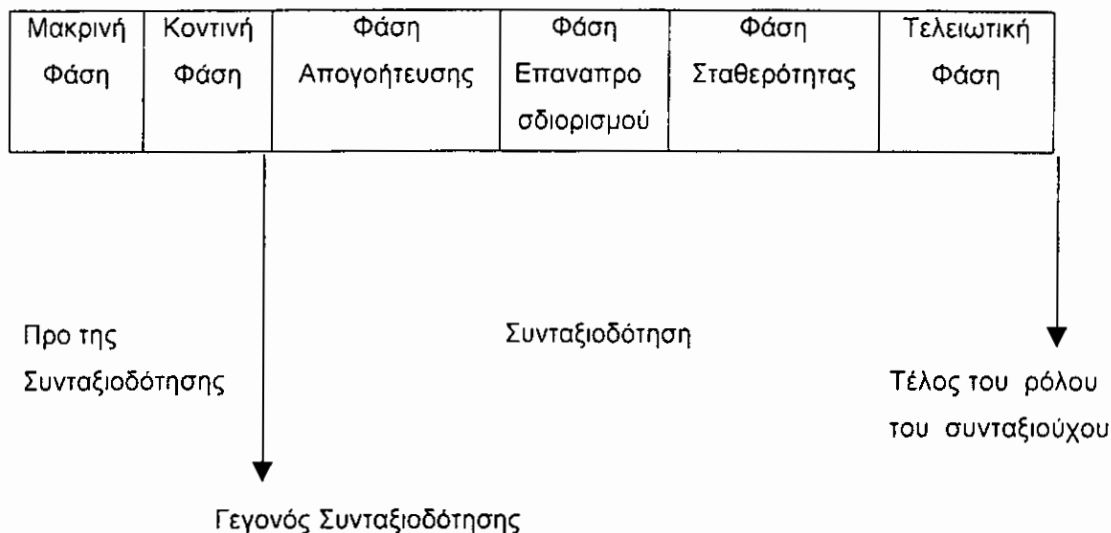 Μακρινή
Φάση
Κοντινή
Φάση
Φάση
Απογοήτευσης
Φάση
Επαναπρο
σδιορισμού
Φάση
Σταθερότητας
Τελειωτική
Φάση
Προ της
Συνταξιοδότησης
Συνταξιοδότηση
Τέλος του ρόλου
του συνταξιούχου
Γεγονός Συνταξιοδότησης